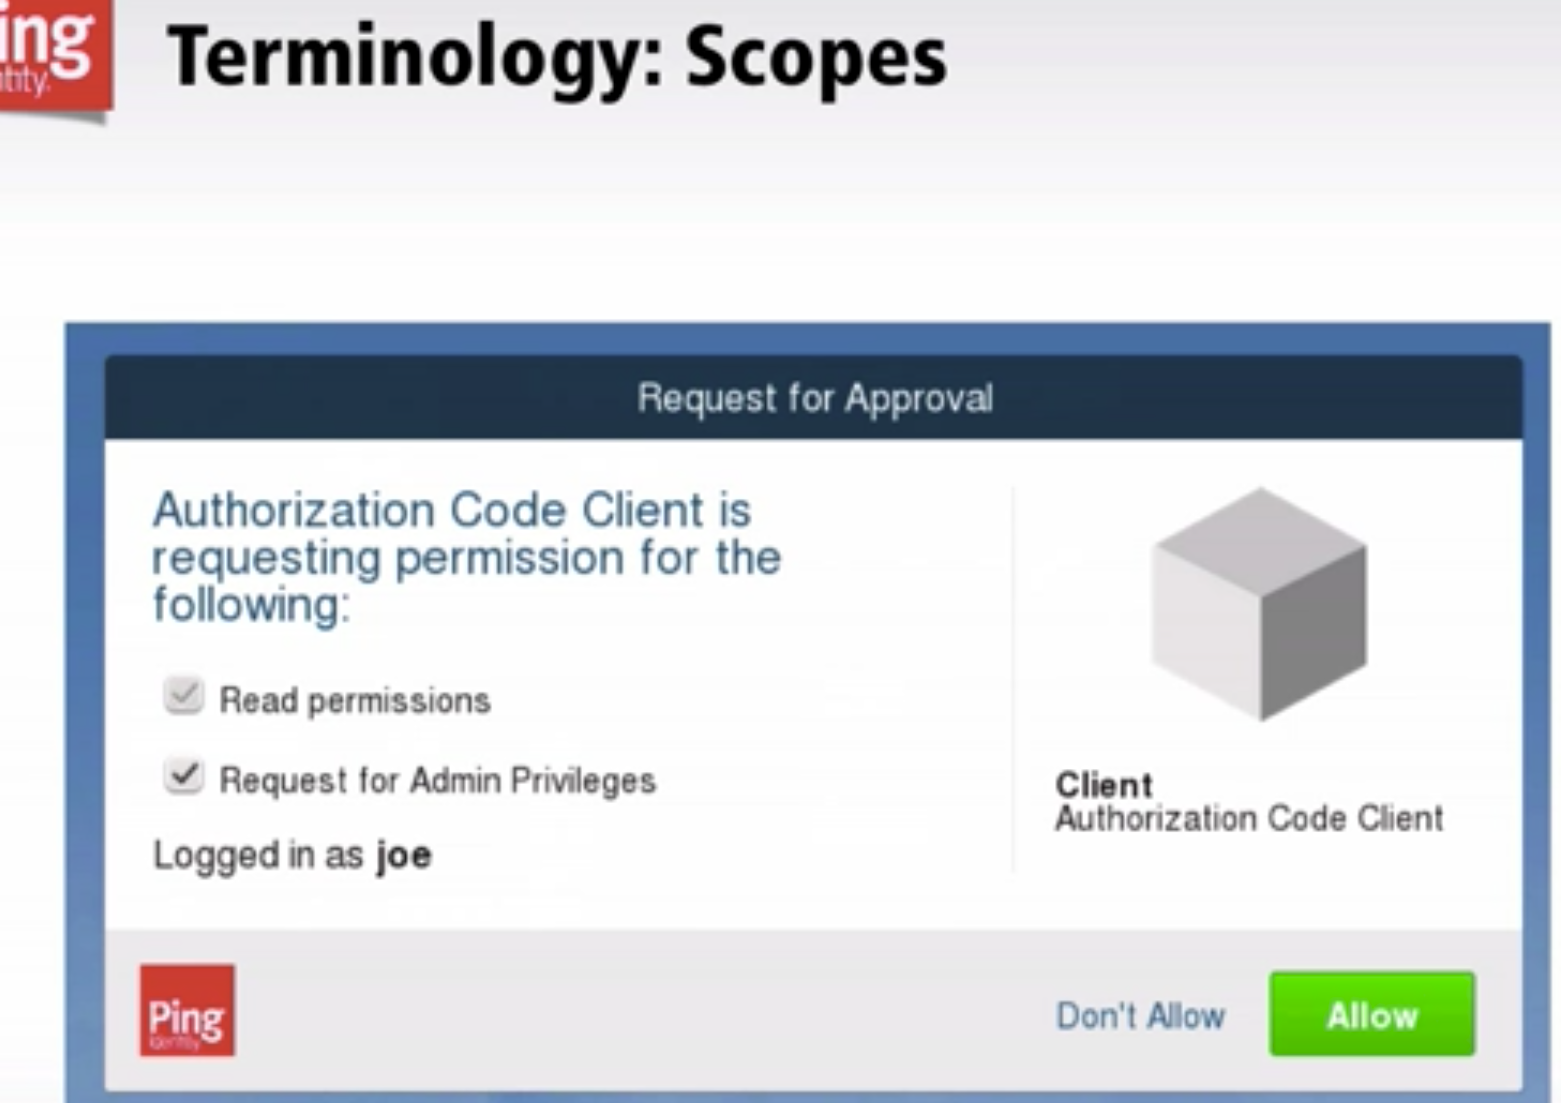 ing
ntity.
Terminology: Scopes
Request for Approval
Authorization Code Client is
requesting permission for the
following:
Read permissions
Request for Admin Privileges
Logged in as joe
Client
Authorization Code Client
Ping
Identity
Don't Allow
Allow